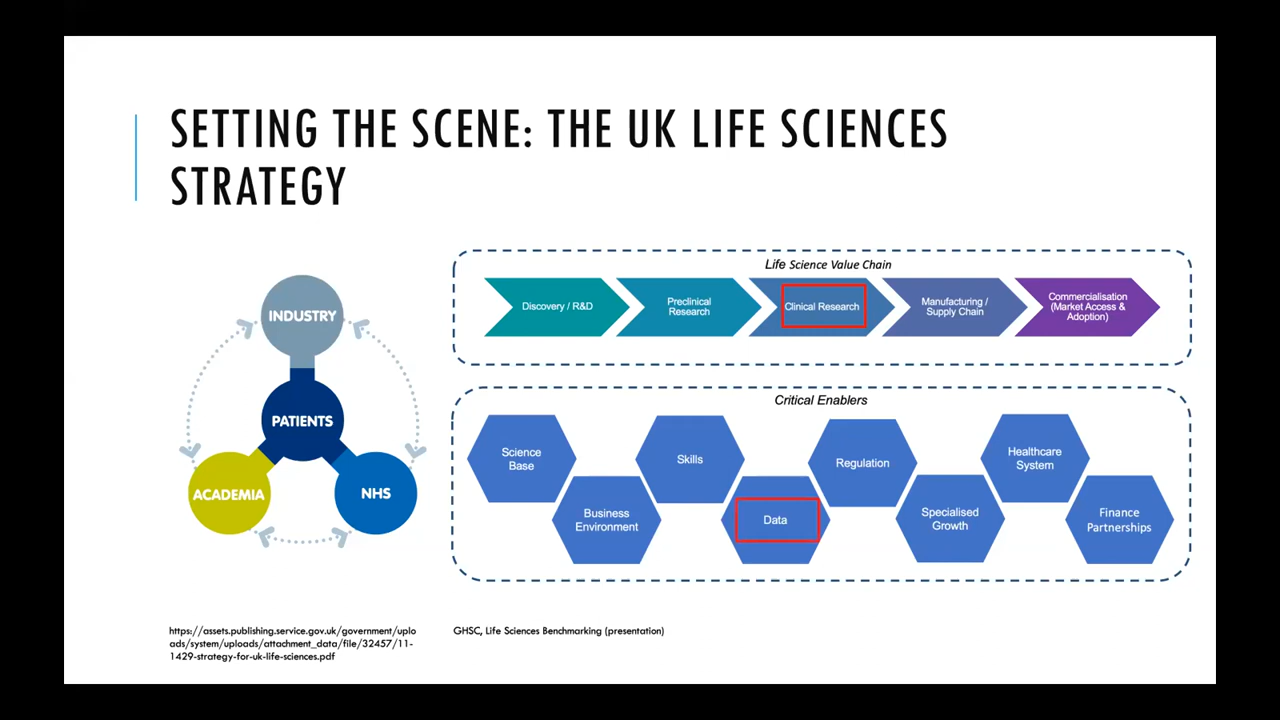 SETTING THE SCENE: THE UK LIFE SCIENCES
STRATEGY
INDUSTRY
PATIENTS
ACADEMIA
NHS
Life Science Value Chain
Discovery / R&D
Preclinical
Research
Clinical Research
Manufacturing /
Supply Chain
Commercialisation
(Market Access &
Adoption)
Critical Enablers
Science
Base
Business
Environment
Skills
Data
Regulation
Specialised
Growth
Healthcare
System
Finance
Partnerships
https://assets.publishing.service.gov.uk/government/uplo
ads/system/uploads/attachment_data/file/32457/11-
1429-strategy-for-uk-life-sciences.pdf
GHSC, Life Sciences Benchmarking (presentation)